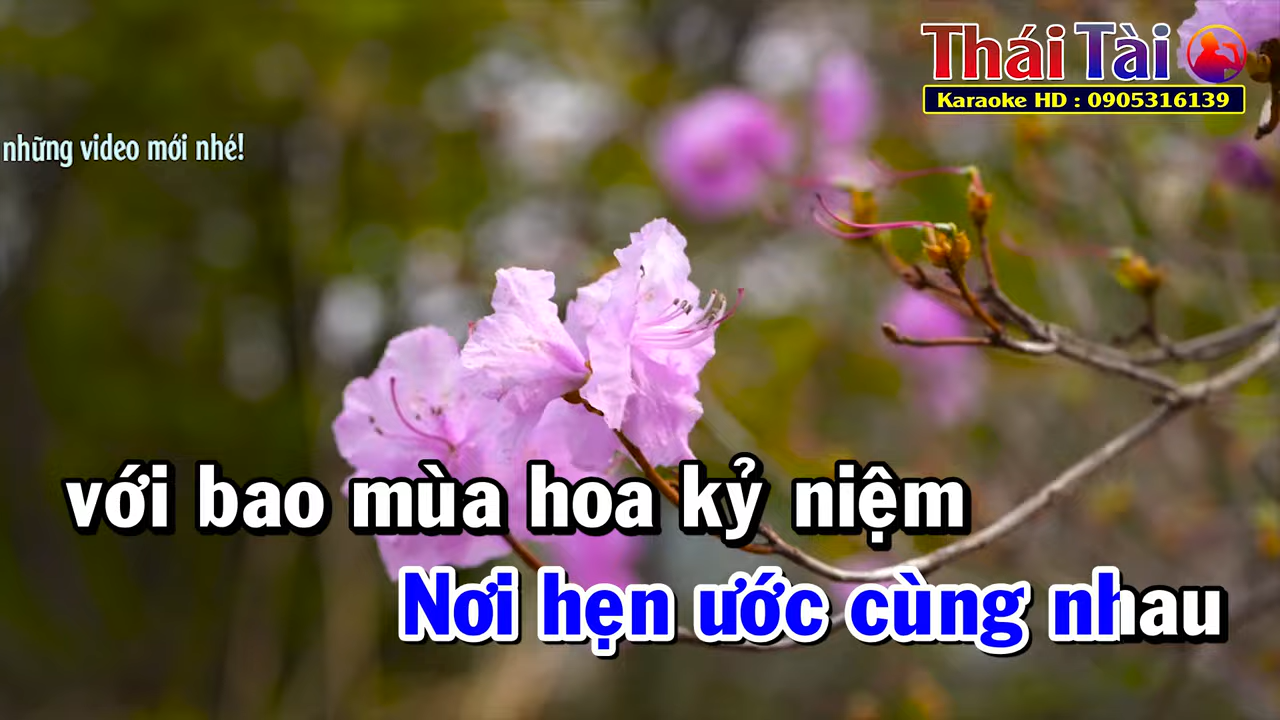 Thái Tài
Karaoke HD : 0905316139
những video mới nhé!
với bao mùa hoa kỷ niệm
Nơi hẹn ước cùng nhau